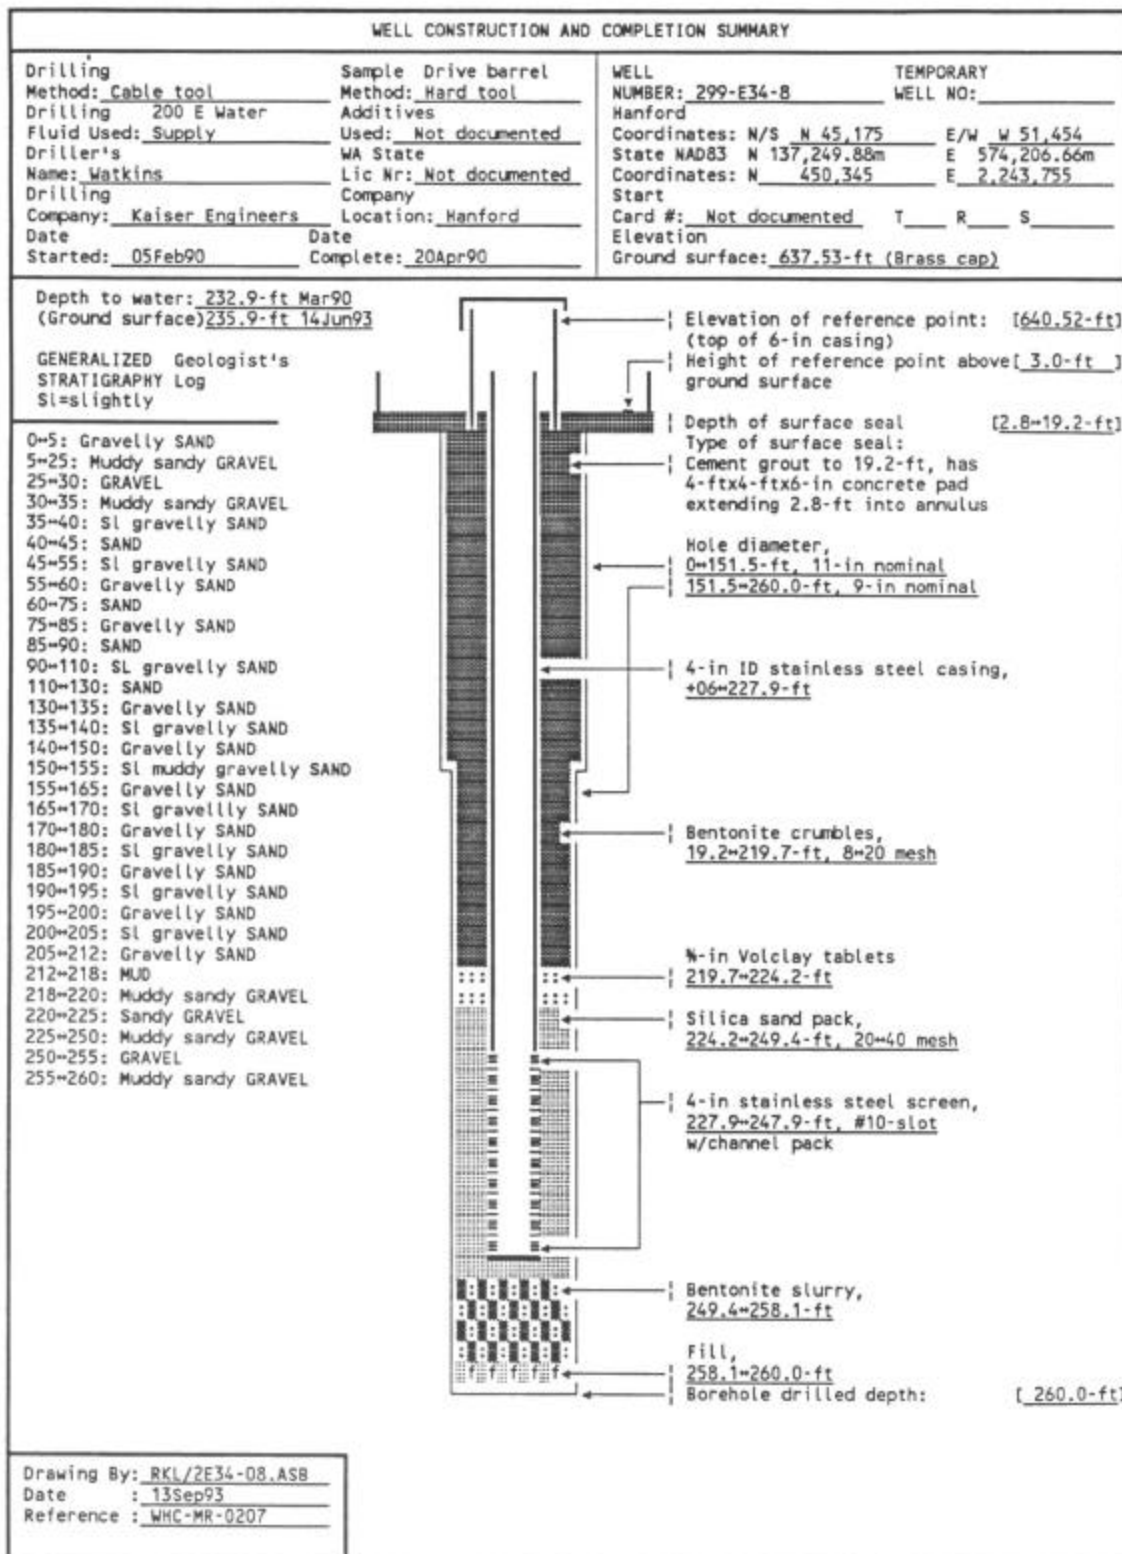 WELL CONSTRUCTION AND COMPLETION SUMMARY
Drilling
Method: Cable tool
Drilling 200 E Water
Fluid Used: Supply
Driller's
Name: Watkins
Drilling
Company: Kaiser Engineers
Date
Started: 05Feb90
Sample Drive barrel
Method: Hard tool
Additives
Used: Not documented
WA State
Lic Nr: Not documented
Company
Location: Hanford
Date
Complete: 20Apr90
WELL
NUMBER: 299-E34-8
TEMPORARY
WELL NO:
Hanford
Coordinates: N/S N 45,175 E/W W 51,454
State NAD83 N 137,249.88m E 574,206.66m
Coordinates: N 450,345 E 2,243,755
Start
Card #: Not documented T R S
Elevation
Ground surface: 637.53-ft (Brass cap)
Depth to water: 232.9-ft Mar90
(Ground surface)235.9-ft 14Jun93
GENERALIZED Geologist's
STRATIGRAPHY Log
Sl=slightly
0↔5: Gravelly SAND
5↔25: Muddy sandy GRAVEL
25↔30: GRAVEL
30↔35: Muddy sandy GRAVEL
35↔40: Sl gravelly SAND
40↔45: SAND
45↔55: Sl gravelly SAND
55↔60: Gravelly SAND
60↔75: SAND
75↔85: Gravelly SAND
85↔90: SAND
90↔110: SL gravelly SAND
110↔130: SAND
130↔135: Gravelly SAND
135↔140: Sl gravelly SAND
140↔150: Gravelly SAND
150↔155: Sl muddy gravelly SAND
155↔165: Gravelly SAND
165↔170: Sl gravellly SAND
170↔180: Gravelly SAND
180↔185: Sl gravelly SAND
185↔190: Gravelly SAND
190↔195: Sl gravelly SAND
195↔200: Gravelly SAND
200↔205: Sl gravelly SAND
205↔212: Gravelly SAND
212↔218: MUD
218↔220: Muddy sandy GRAVEL
220↔225: Sandy GRAVEL
225↔250: Muddy sandy GRAVEL
250↔255: GRAVEL
255↔260: Muddy sandy GRAVEL
Elevation of reference point: [640.52-ft]
(top of 6-in casing)
Height of reference point above[ 3.0-ft ]
ground surface
Depth of surface seal [2.8↔19.2-ft]
Type of surface seal:
Cement grout to 19.2-ft, has
4-ftx4-ftx6-in concrete pad
extending 2.8-ft into annulus
Hole diameter,
0↔151.5-ft, 11-in nominal
151.5↔260.0-ft, 9-in nominal
4-in ID stainless steel casing,
+06↔227.9-ft
Bentonite crumbles,
19.2↔219.7-ft, 8↔20 mesh
-in Volclay tablets
219.7↔224.2-ft
Silica sand pack,
224.2↔249.4-ft, 20↔40 mesh
4-in stainless steel screen,
227.9↔247.9-ft, #10-slot
w/channel pack
Bentonite slurry,
249.4↔258.1-ft
Fill,
258.1↔260.0-ft
Borehole drilled depth: [ 260.0-ft]
f f f f f
Drawing By: RKL/2E34-08.ASB
Date : 13Sep93
Reference : WHC-MR-0207